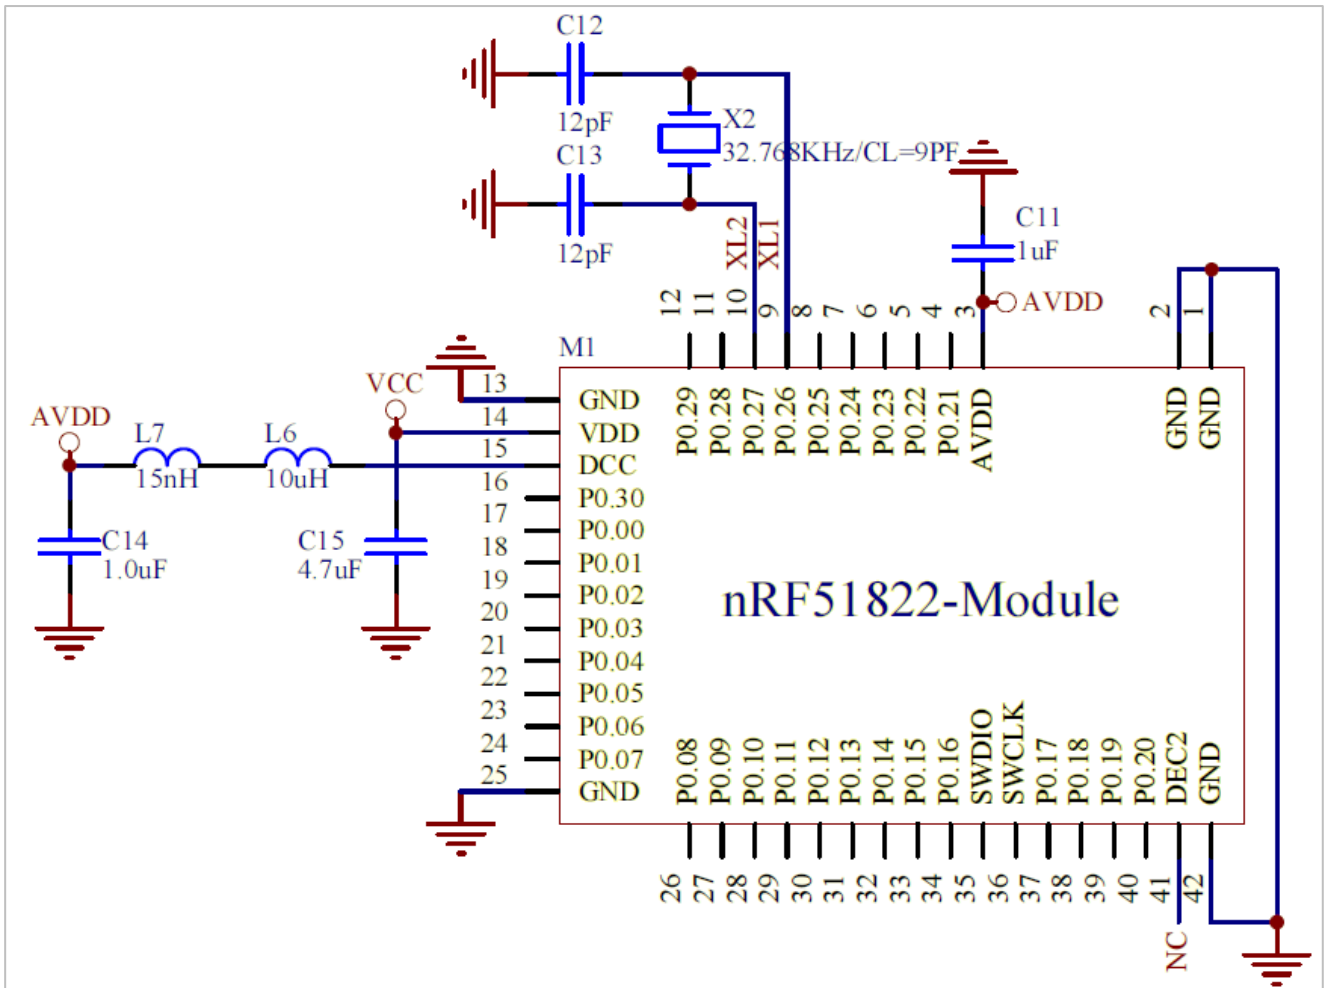 C12
12pF
X2
32.768KHz/CL=9PF
C13
12pF
XL2
XL1
C11
1uF
AVDD
12
11
10
9
8
7
6
5
4
3
2
1
M1
P0.29
P0.28
P0.27
P0.26
P0.25
P0.24
P0.23
P0.22
P0.21
AVDD
GND
GND
VCC
AVDD
L7
15nH
L6
10uH
C14
1.0uF
C15
4.7uF
13 GND
14 VDD
15 DCC
16 P0.30
17 P0.00
18 P0.01
19 P0.02
20 P0.03
21 P0.04
22 P0.05
23 P0.06
24 P0.07
25 GND
nRF51822-Module
P0.08
P0.09
P0.10
P0.11
P0.12
P0.13
P0.14
P0.15
P0.16
SWDIO
SWCLK
P0.17
P0.18
P0.19
P0.20
DEC2
GND
26
27
28
29
30
31
32
33
34
35
36
37
38
39
40
41
42
NC